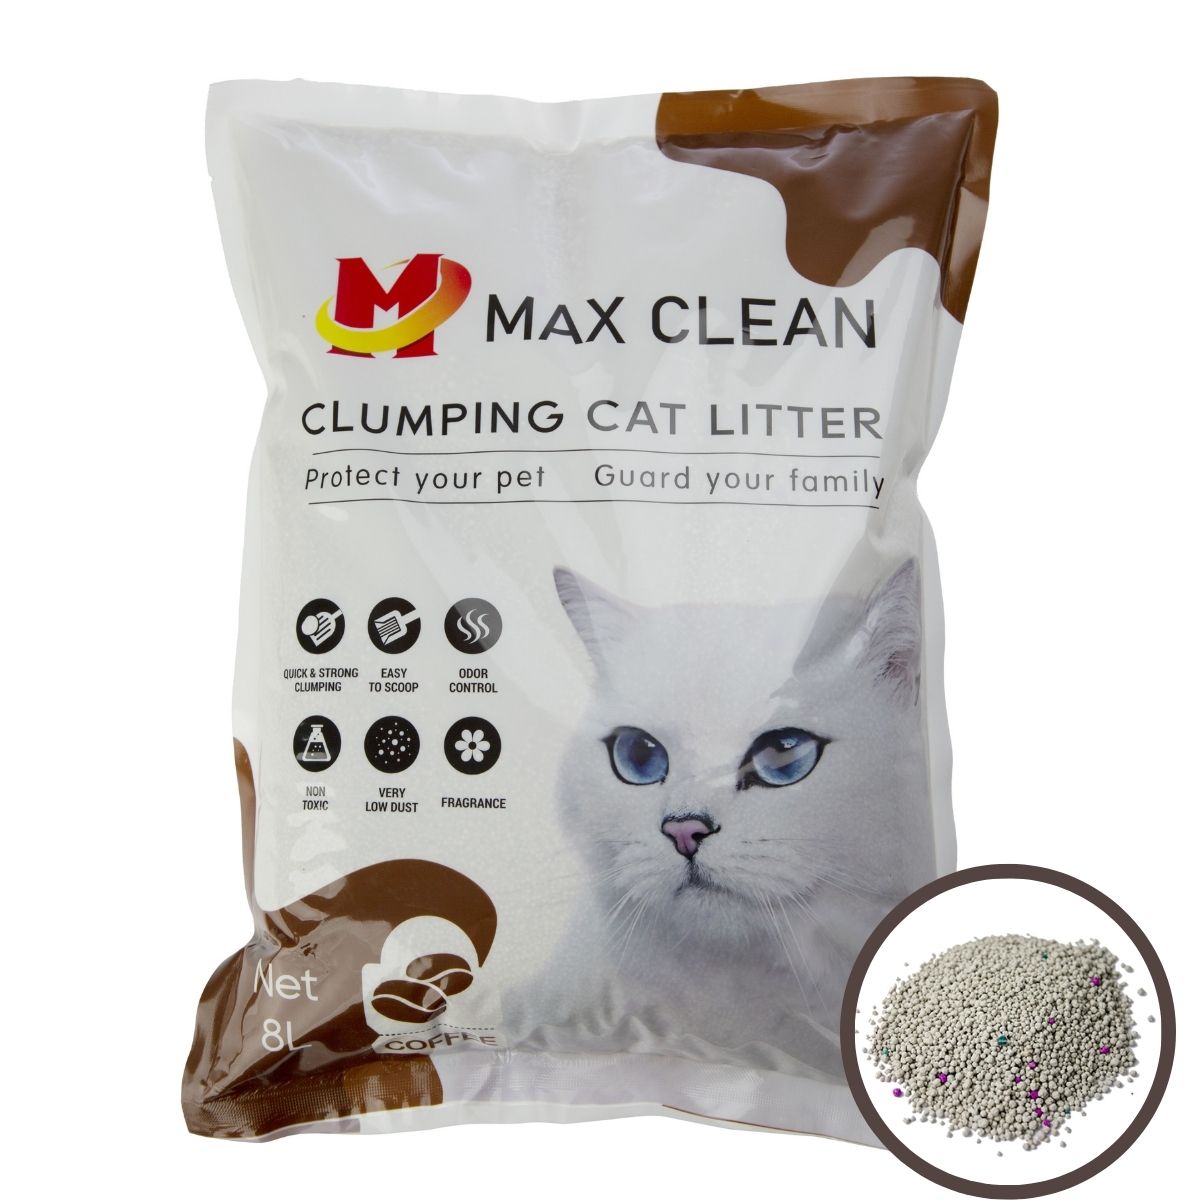 M
MAX CLEAN
CLUMPING CAT LITTER
Protect your pet Guard your family
QUICK & STRONG
CLUMPING
EASY
TO SCOOP
ODOR
CONTROL
NON
TOXIC
VERY
LOW DUST
FRAGRANCE
Net
8L
COFFEE